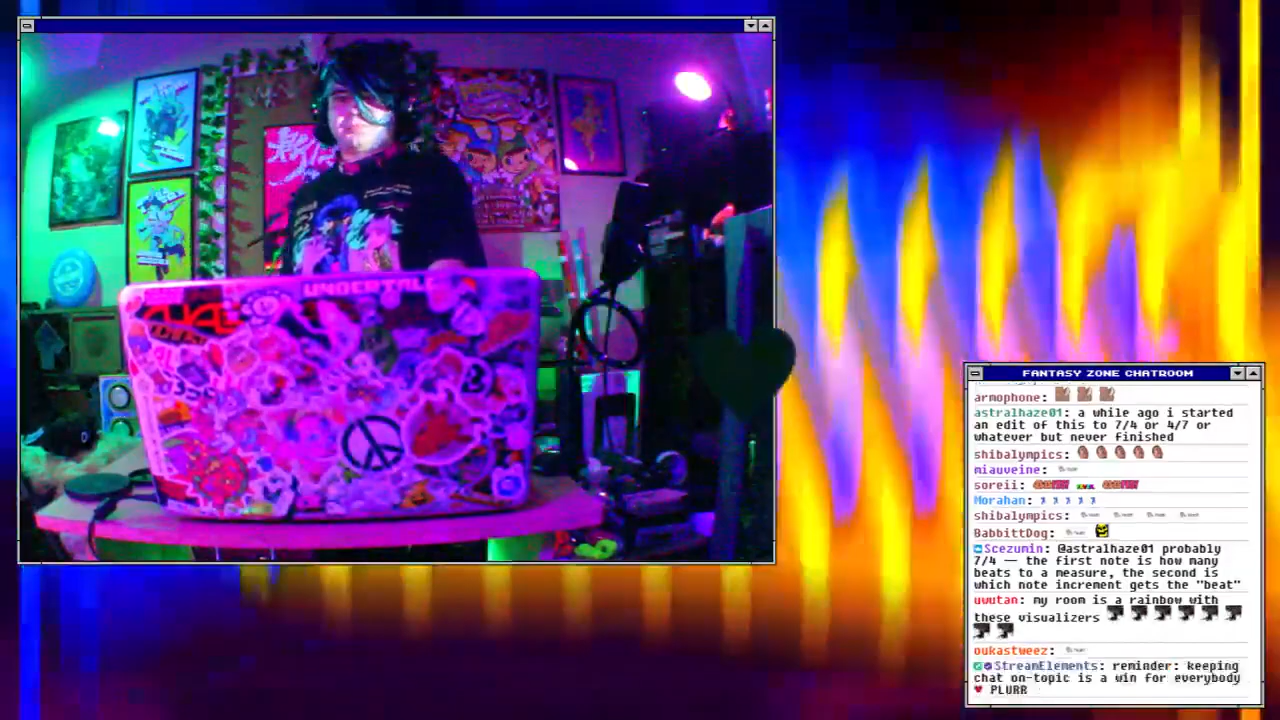 新
UNDERTALE
FANTASY ZONE CHATROOM
armophone:
astralhaze01: a while ago i started
an edit of this to 7/4 or 4/7 or
whatever but never finished
shibalympics:
miauveine:
soreii:
Morahan:
shibalympics:
BabbittDog:
Scezumin: @astralhaze01 probably
7/4 — the first note is how many
beats to a measure, the second is
which note increment gets the "beat"
uwutan: my room is a rainbow with
these visualizers
oukastweez:
StreamElements: reminder: keeping
chat on-topic is a win for everybody
PLURR